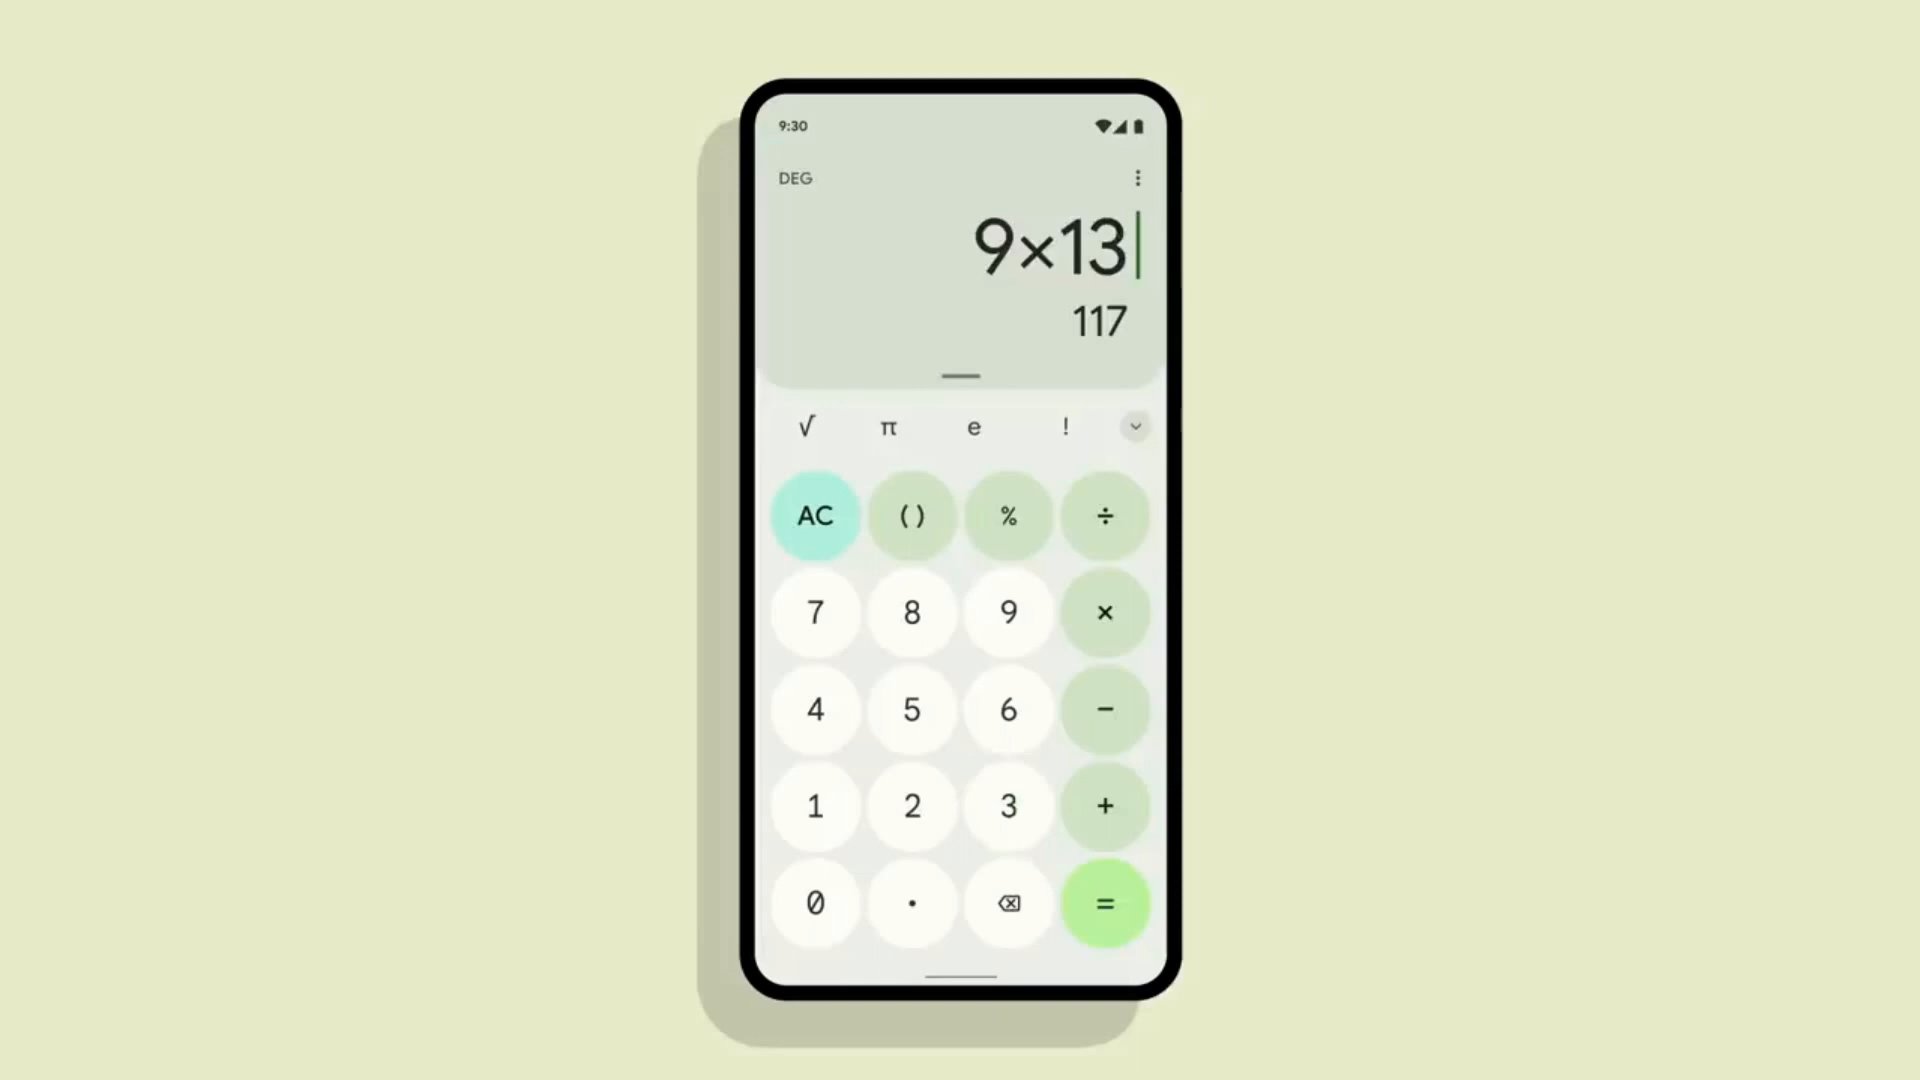 9:30
DEG
9×13
117
√ π e !
AC ( ) % ÷
7 8 9 ×
4 5 6 −
1 2 3 +
0 . =